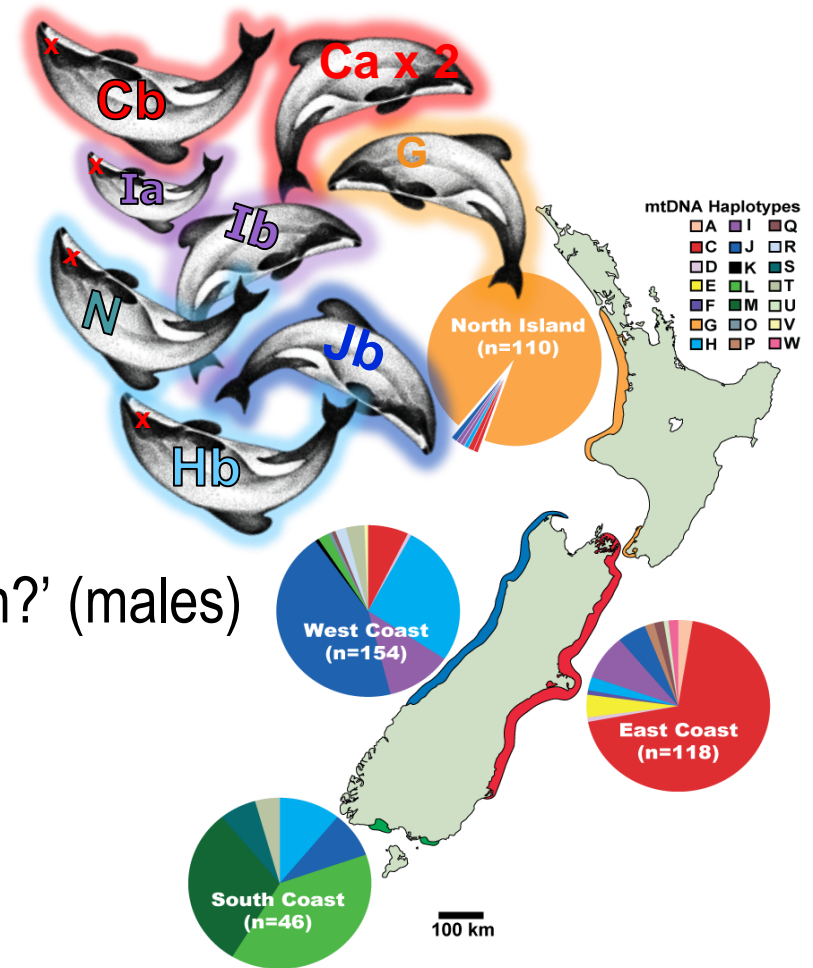 Cb
x
Ca x 2
G
x
Ia
Ib
x
N
Jb
x
Hb
mtDNA Haplotypes
A
I
Q
C
J
R
D
K
S
E
L
T
F
M
U
G
O
V
H
P
W
North Island
(n=110)
?’ (males)
West Coast
(n=154)
East Coast
(n=118)
South Coast
(n=46)
100 km